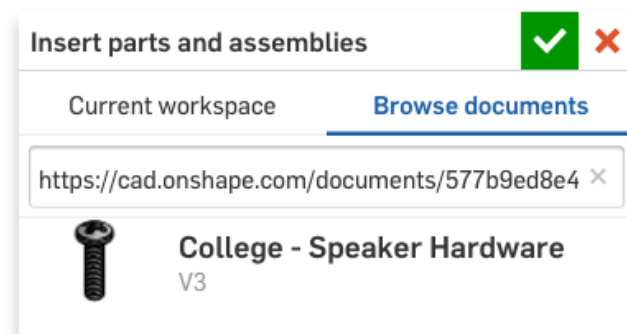 Insert parts and assemblies
Current workspace Browse documents
https://cad.onshape.com/documents/577b9ed8e4
College - Speaker Hardware
V3